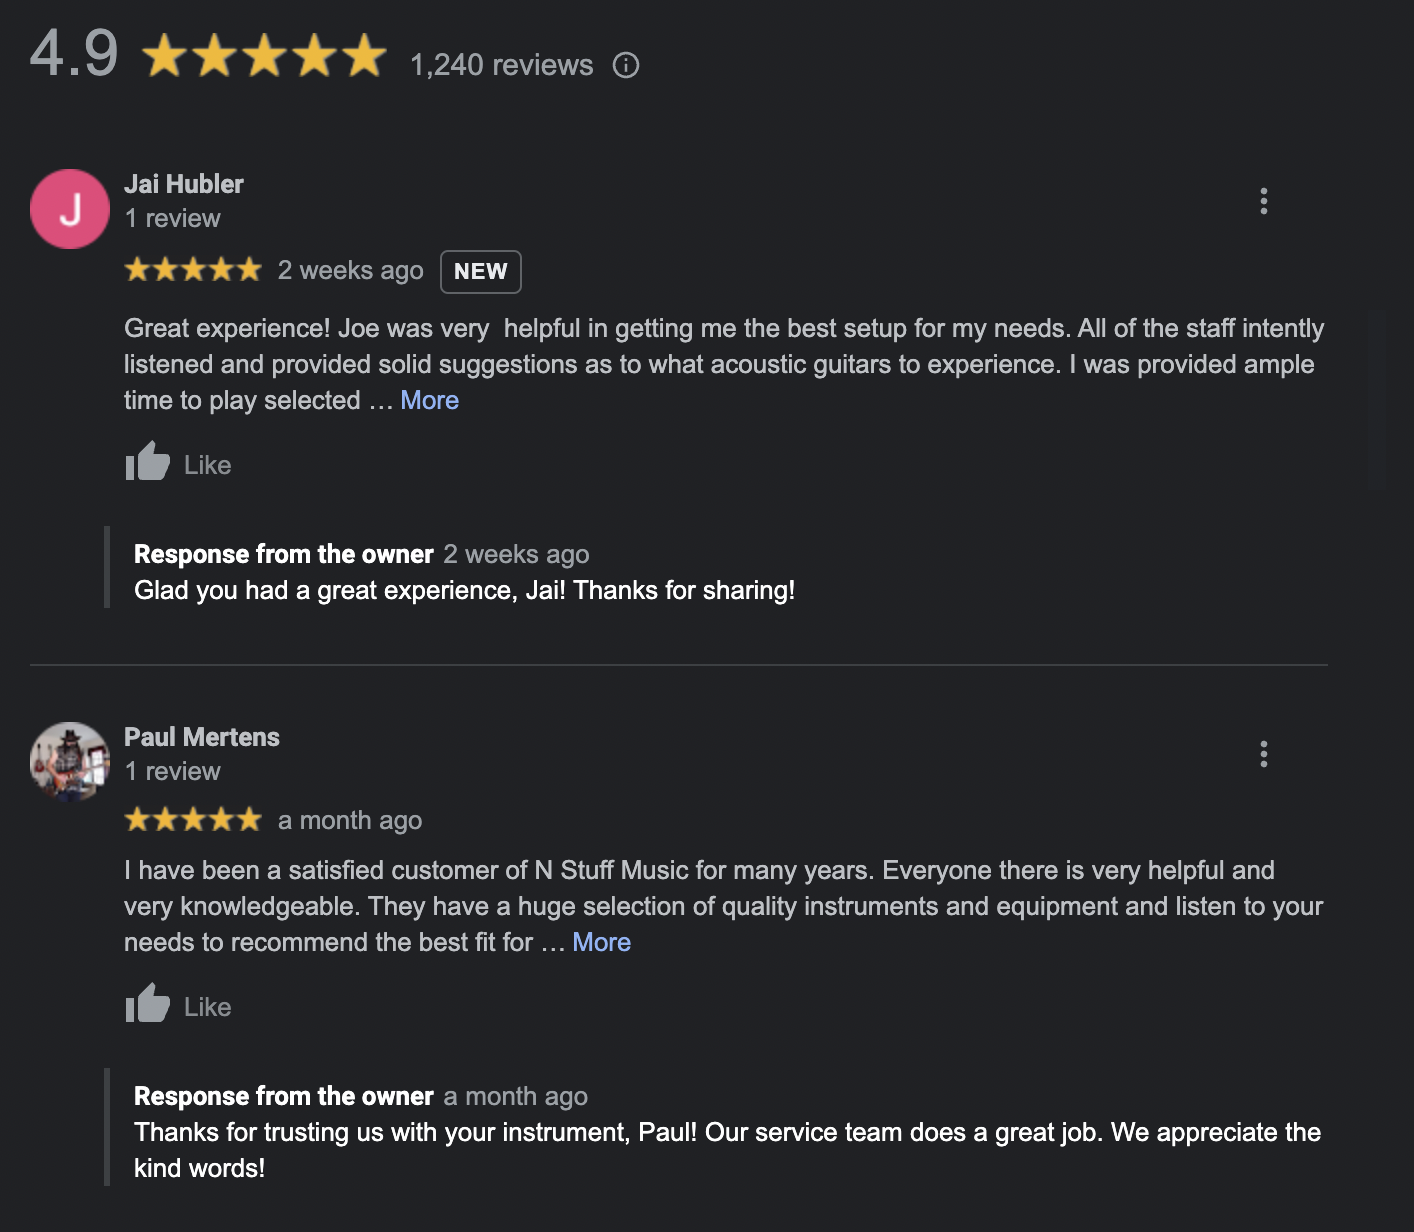 4.9 1,240 reviews
J
Jai Hubler
1 review
2 weeks ago NEW
Great experience! Joe was very  helpful in getting me the best setup for my needs. All of the staff intently
listened and provided solid suggestions as to what acoustic guitars to experience. I was provided ample
time to play selected … More
Like
Response from the owner 2 weeks ago
Glad you had a great experience, Jai! Thanks for sharing!
Paul Mertens
1 review
a month ago
I have been a satisfied customer of N Stuff Music for many years. Everyone there is very helpful and
very knowledgeable. They have a huge selection of quality instruments and equipment and listen to your
needs to recommend the best fit for … More
Like
Response from the owner a month ago
Thanks for trusting us with your instrument, Paul! Our service team does a great job. We appreciate the
kind words!